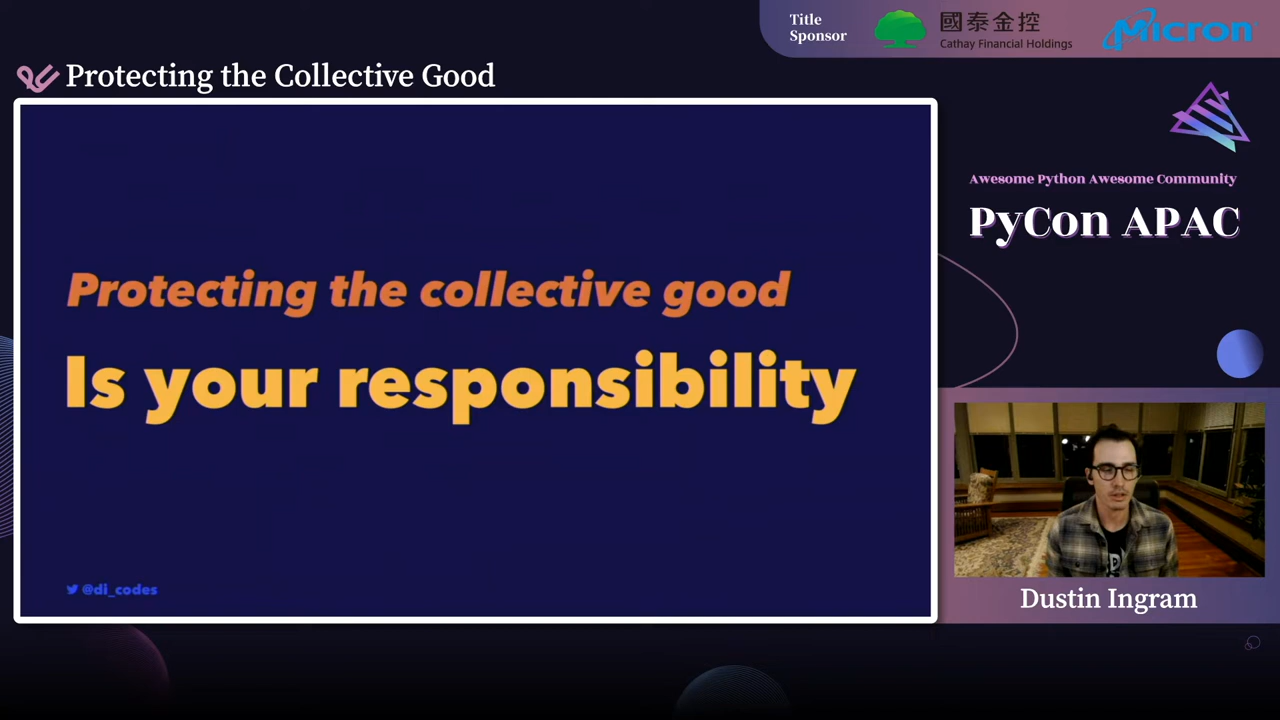 Title
Sponsor
國泰金控
Cathay Financial Holdings
Micron
Protecting the Collective Good
Awesome Python Awesome Community
PyCon APAC
Protecting the collective good
Is your responsibility
@di_codes
Dustin Ingram